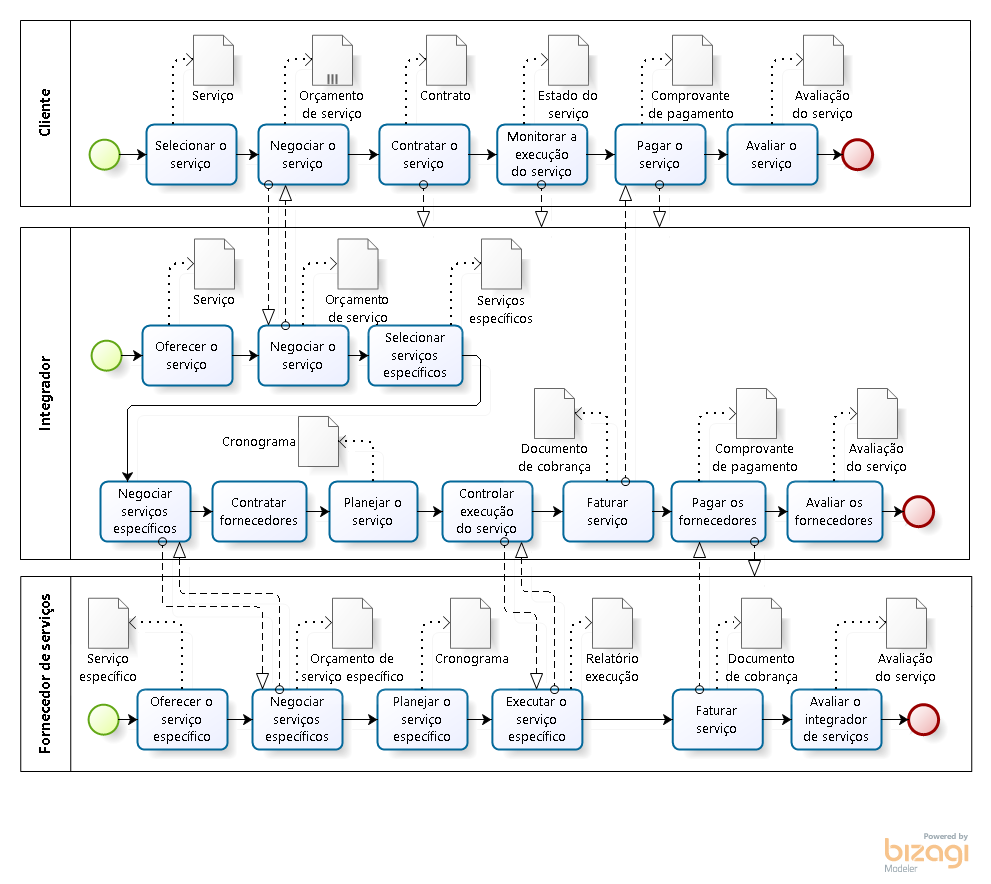 Cliente
Serviço
Orçamento
de serviço
Contrato
Estado do
serviço
Comprovante
de pagamento
Avaliação
do serviço
Selecionar o
serviço
Negociar o
serviço
Contratar o
serviço
Monitorar a
execução
do serviço
Pagar o
serviço
Avaliar o
serviço
Integrador
Serviço
Orçamento
de serviço
Serviços
específicos
Oferecer o
serviço
Negociar o
serviço
Selecionar
serviços
específicos
Cronograma
Documento
de cobrança
Comprovante
de pagamento
Avaliação
do serviço
Negociar
serviços
específicos
Contratar
fornecedores
Planejar o
serviço
Controlar
execução
do serviço
Faturar
serviço
Pagar os
fornecedores
Avaliar os
fornecedores
Fornecedor de serviços
Serviço
específico
Orçamento de
serviço específico
Cronograma
Relatório
execução
Documento
de cobrança
Avaliação
do serviço
Oferecer o
serviço
específico
Negociar
serviços
específicos
Planejar o
serviço
específico
Executar o
serviço
específico
Faturar
serviço
Avaliar o
integrador
de serviços
Powered by
bizagi
Modeler